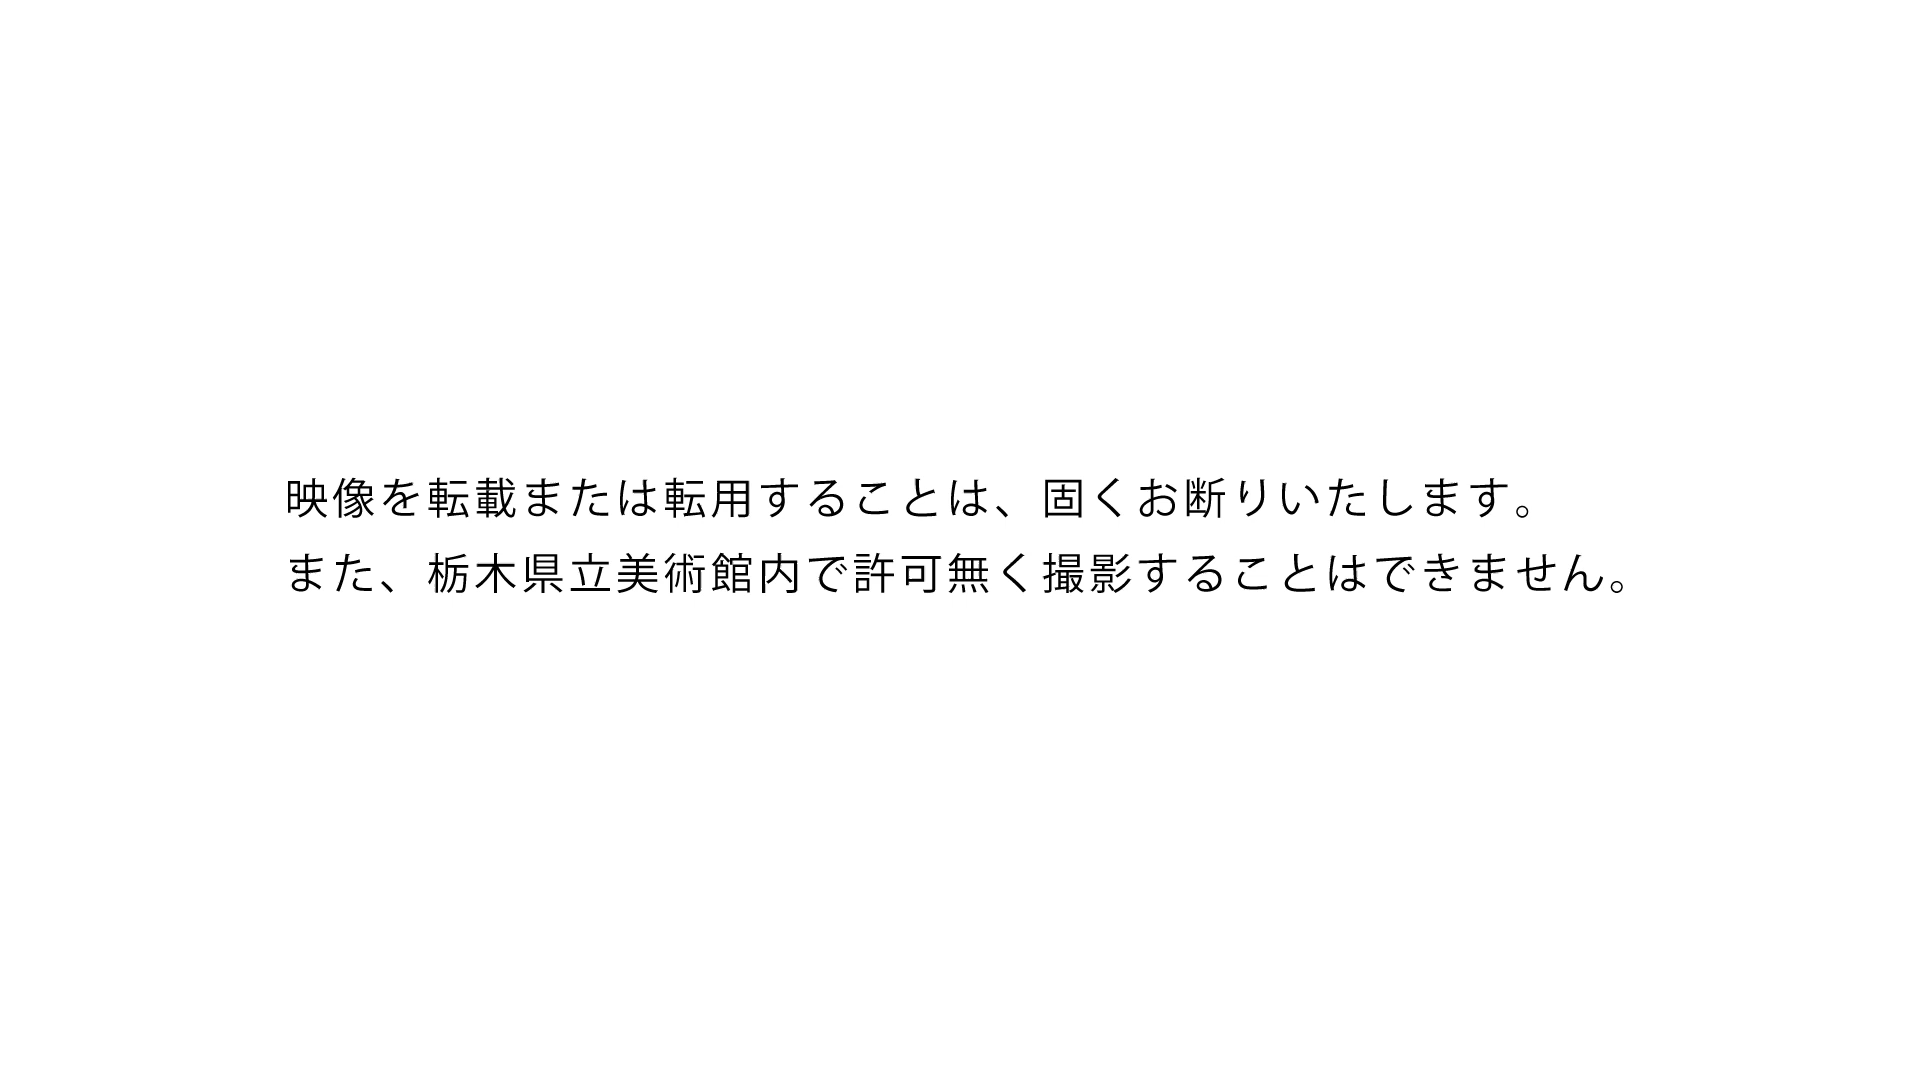 映像を転載または転用することは、固くお断りいたします。
また、栃木県立美術館内で許可無く撮影することはできません。